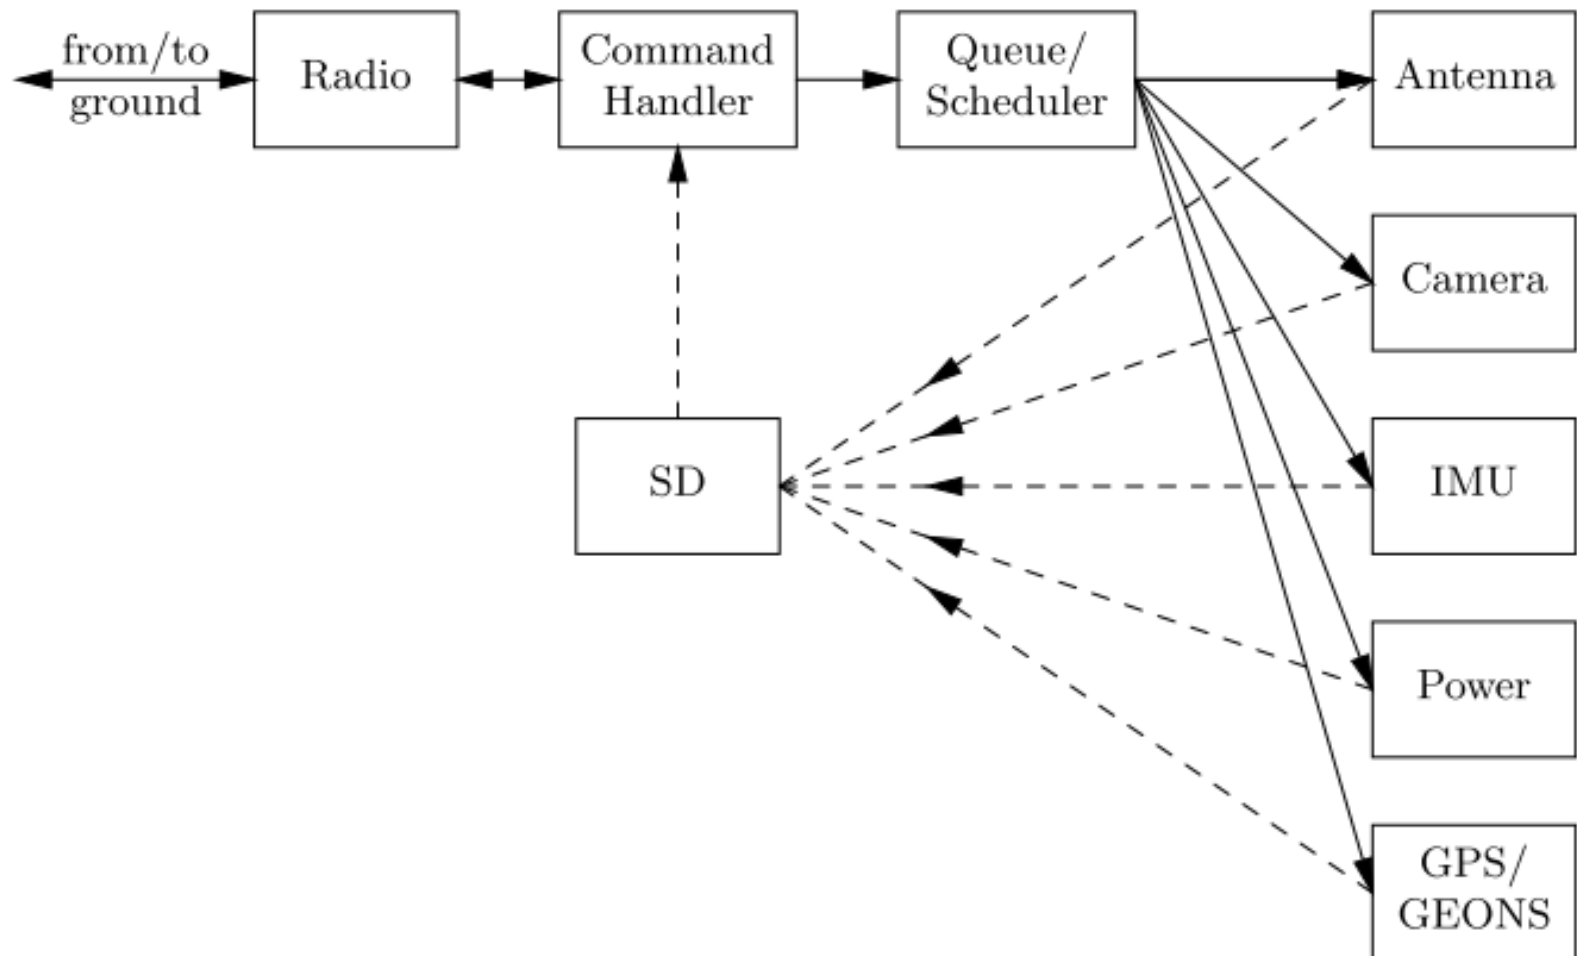 from/to
ground
Radio
Command
Handler
Queue/
Scheduler
Antenna
Camera
SD
IMU
Power
GPS/
GEONS